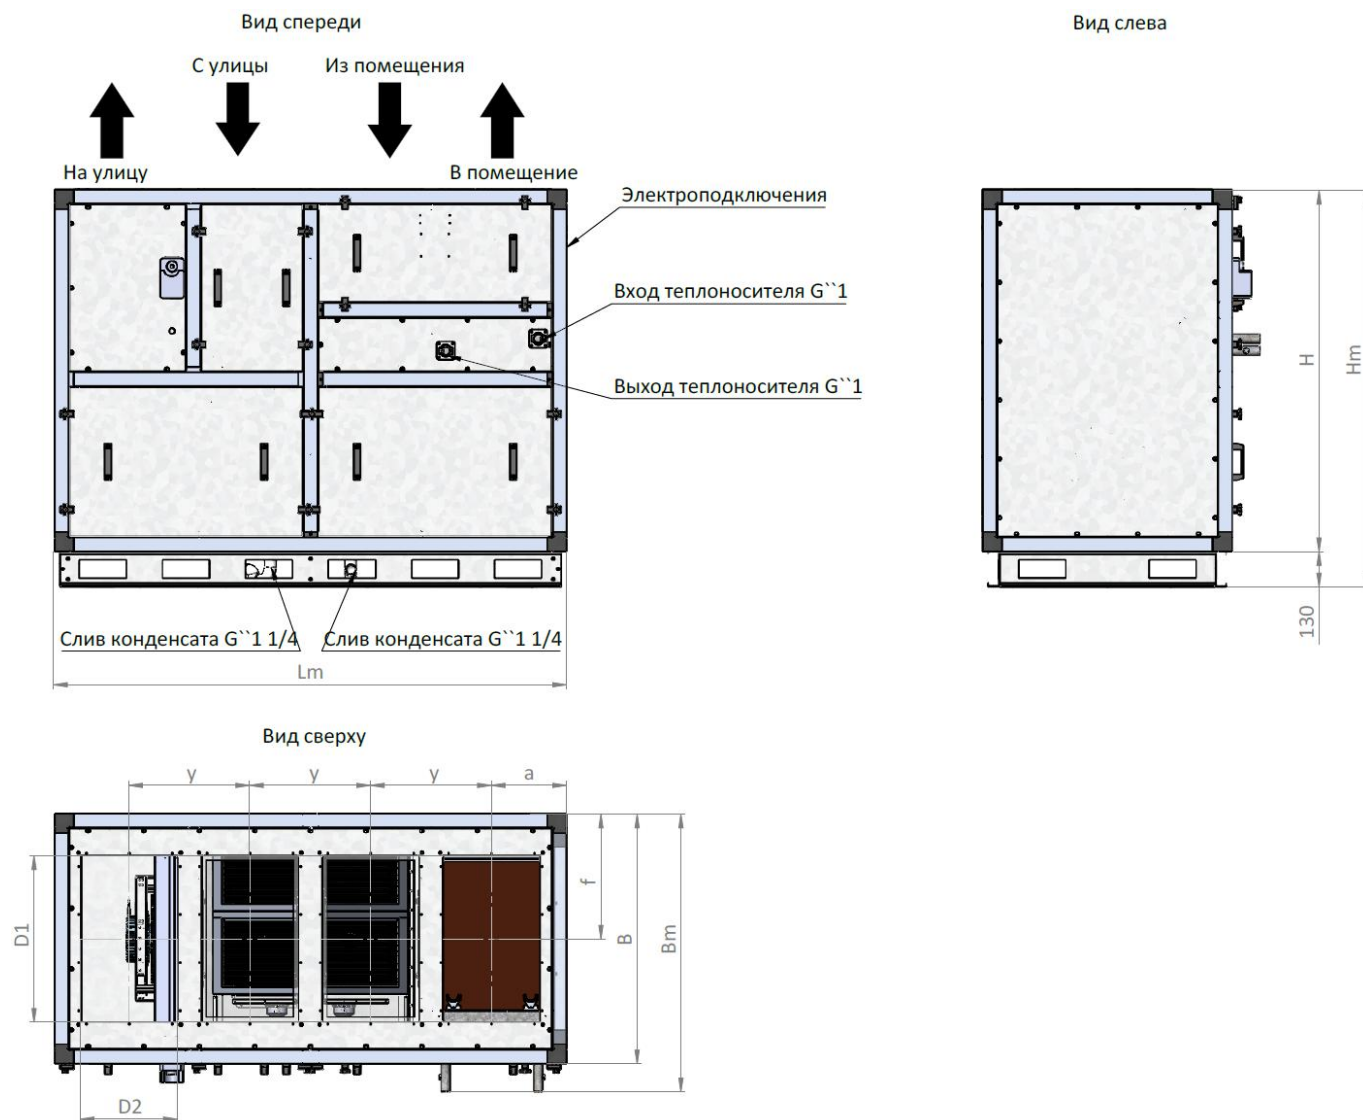 Вид спереди
Вид слева
С улицы
Из помещения
На улицу
В помещение
Электроподключения
Вход теплоносителя G``1
Выход теплоносителя G``1
H
Hm
130
Слив конденсата G``1 1/4
Слив конденсата G``1 1/4
Lm
Вид сверху
y
y
y
a
D1
f
B
Bm
D2